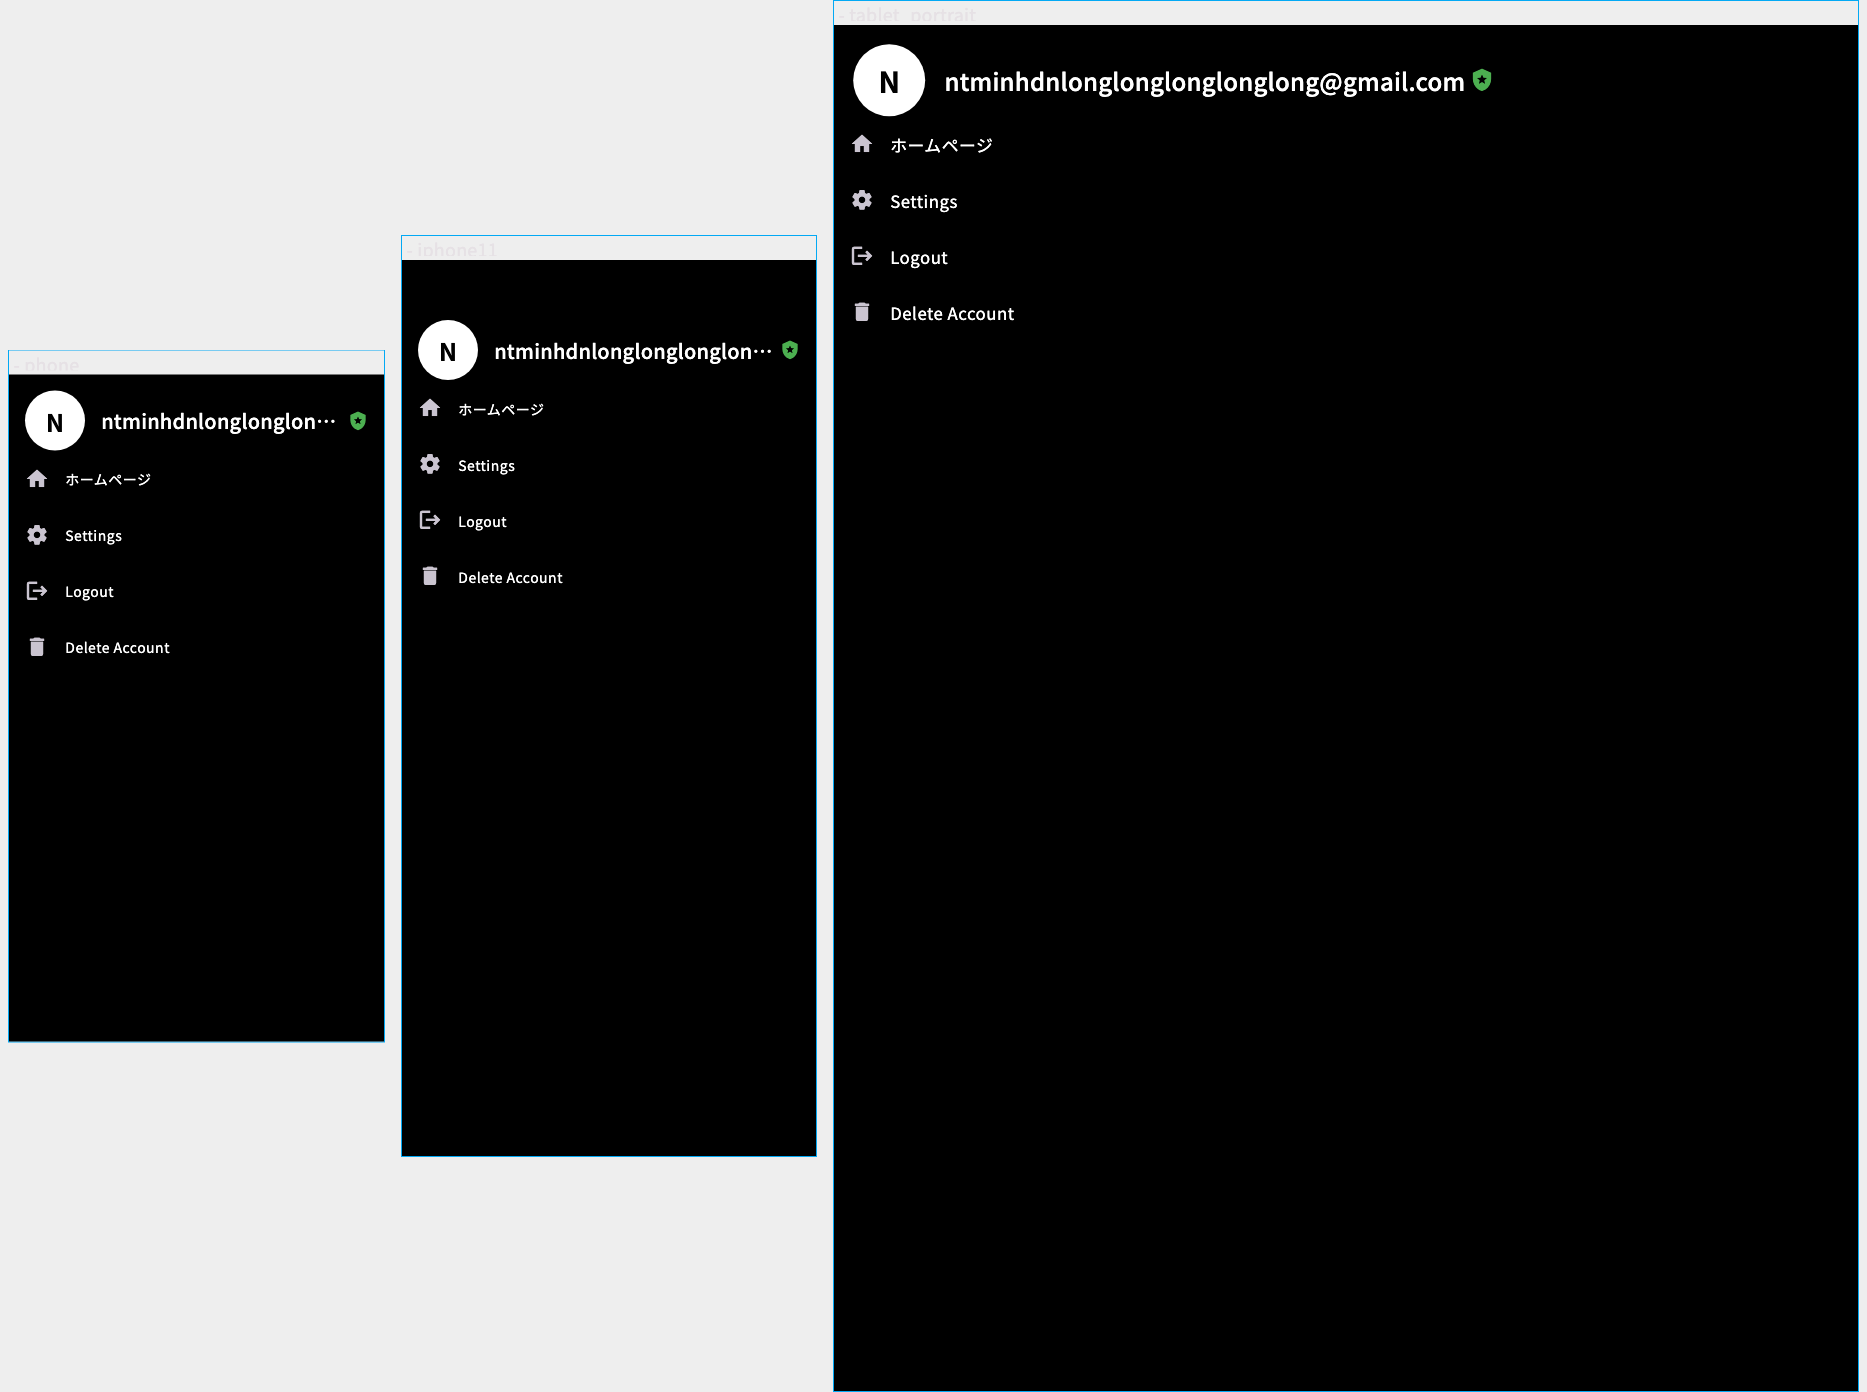 - phone
N
ntminhdnlonglonglon…
ホームページ
Settings
Logout
Delete Account
- iphone11
N
ntminhdnlonglonglonglon…
ホームページ
Settings
Logout
Delete Account
- tablet_portrait
N
ntminhdnlonglonglonglonglong@gmail.com
ホームページ
Settings
Logout
Delete Account